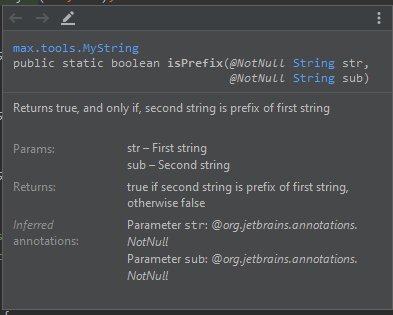 max.tools.MyString
public static boolean isPrefix(@NotNull String str,
@NotNull String sub)
Returns true, and only if, second string is prefix of first string
Params: str – First string
sub – Second string
Returns: true if second string is prefix of first string,
otherwise false
Inferred Parameter str: @org.jetbrains.annotations.
annotations: NotNull
Parameter sub: @org.jetbrains.annotations.
NotNull